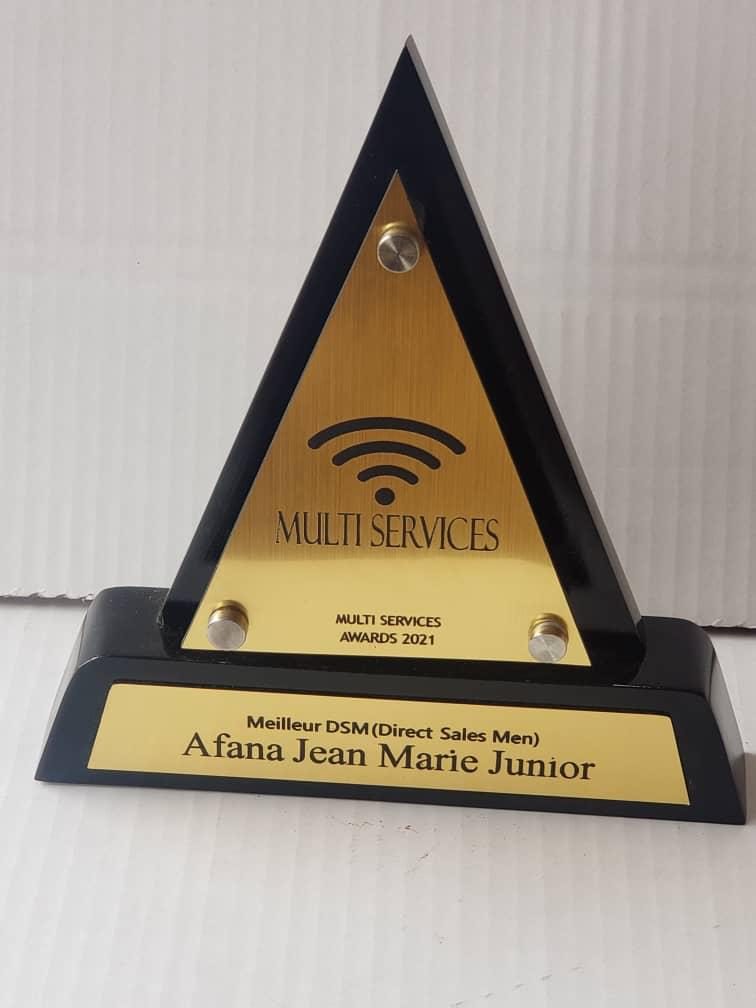 MULTI SERVICES
MULTI SERVICES
AWARDS 2021
Meilleur DSM (Direct Sales Men)
Afana Jean Marie Junior